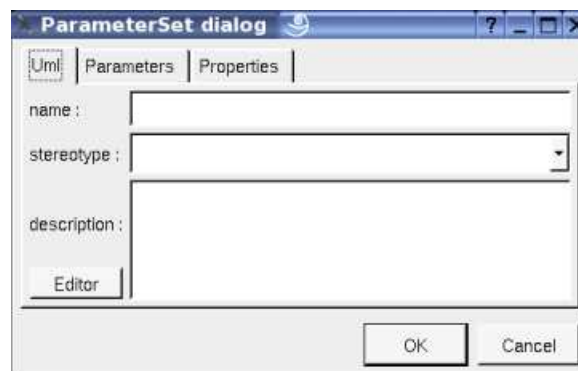 ParameterSet dialog
Uml Parameters Properties
name :
stereotype :
description :
Editor
OK Cancel